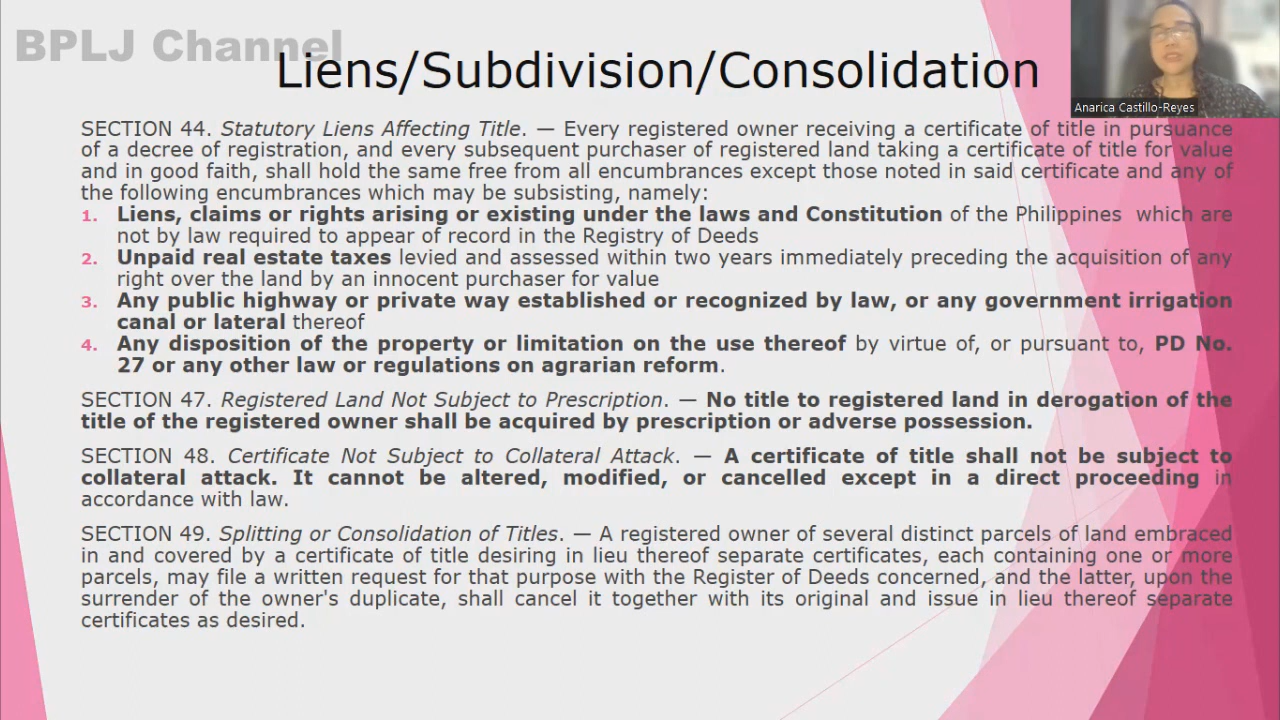 BPLJ Channel
Liens/Subdivision/Consolidation
Anarica Castillo-Reyes
SECTION 44. Statutory Liens Affecting Title. — Every registered owner receiving a certificate of title in pursuance
of a decree of registration, and every subsequent purchaser of registered land taking a certificate of title for value
and in good faith, shall hold the same free from all encumbrances except those noted in said certificate and any of
the following encumbrances which may be subsisting, namely:
1. Liens, claims or rights arising or existing under the laws and Constitution of the Philippines which are
not by law required to appear of record in the Registry of Deeds
2. Unpaid real estate taxes levied and assessed within two years immediately preceding the acquisition of any
right over the land by an innocent purchaser for value
3. Any public highway or private way established or recognized by law, or any government irrigation
canal or lateral thereof
4. Any disposition of the property or limitation on the use thereof by virtue of, or pursuant to, PD No.
27 or any other law or regulations on agrarian reform.
SECTION 47. Registered Land Not Subject to Prescription. — No title to registered land in derogation of the
title of the registered owner shall be acquired by prescription or adverse possession.
SECTION 48. Certificate Not Subject to Collateral Attack. — A certificate of title shall not be subject to
collateral attack. It cannot be altered, modified, or cancelled except in a direct proceeding in
accordance with law.
SECTION 49. Splitting or Consolidation of Titles. — A registered owner of several distinct parcels of land embraced
in and covered by a certificate of title desiring in lieu thereof separate certificates, each containing one or more
parcels, may file a written request for that purpose with the Register of Deeds concerned, and the latter, upon the
surrender of the owner's duplicate, shall cancel it together with its original and issue in lieu thereof separate
certificates as desired.